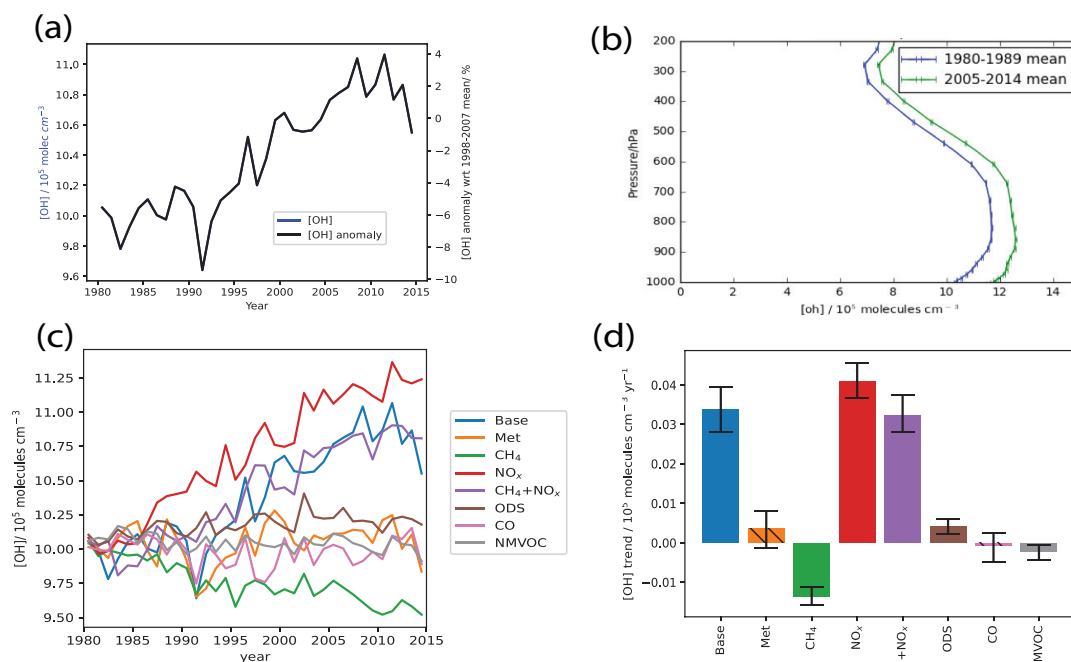 (a)
11.0
10.8
10.6
10.4
10.2
10.0
9.8
9.6
[OH] / 10⁵ molec cm⁻³
4
2
0
−2
−4
−6
−8
−10
[OH] anomaly wrt 1998-2007 mean/ %
[OH]
[OH] anomaly
1980 1985 1990 1995 2000 2005 2010 2015
Year
(b)
200
300
400
500
600
700
800
900
1000
Pressure/hPa
1980-1989 mean
2005-2014 mean
0 2 4 6 8 10 12 14
[oh] / 10⁵ molecules cm⁻³
(c)
11.25
11.00
10.75
10.50
10.25
10.00
9.75
9.50
[OH]/ 10⁵ molecules cm⁻³
1980 1985 1990 1995 2000 2005 2010 2015
year
Base
Met
CH₄
NOₓ
CH₄+NOₓ
ODS
CO
NMVOC
(d)
0.04
0.03
0.02
0.01
0.00
−0.01
[OH] trend / 10⁵ molecules cm⁻³ yr⁻¹
Base
Met
CH₄
NOₓ
+NOₓ
ODS
CO
MVOC